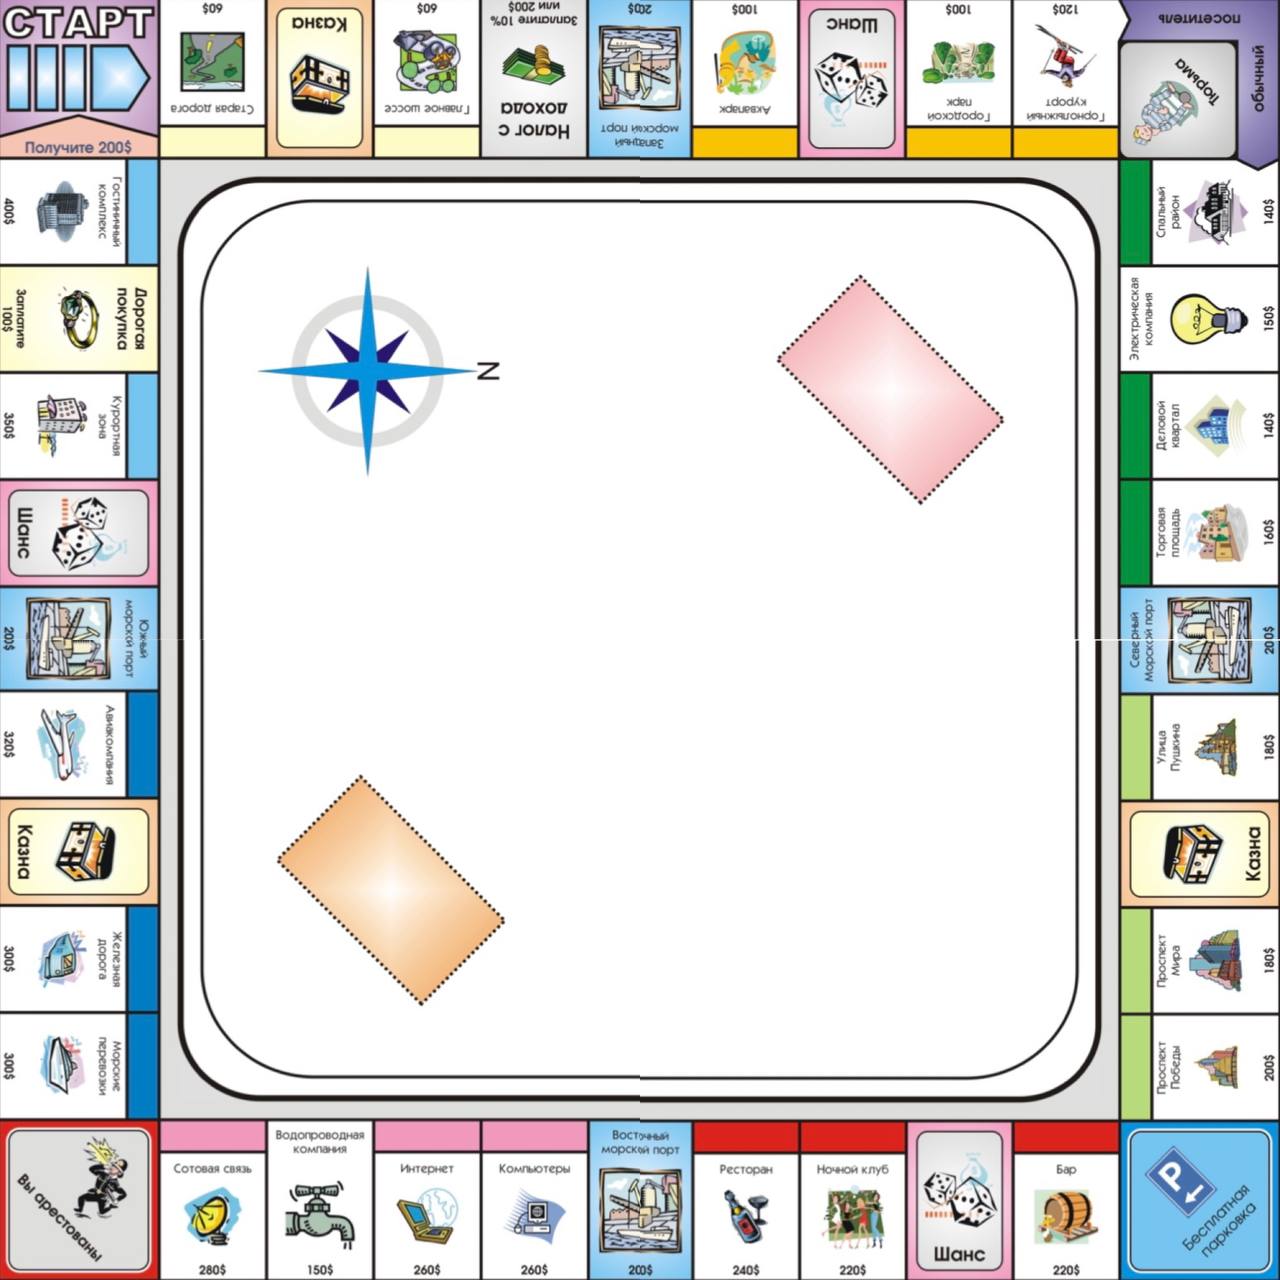 СТАРТ
Получите 200$
60$
Старая дорога
Казна
60$
Главное шоссе
Заплатите 10%
или 200$
Налог с
дохода
200$
Западный
морской порт
100$
Аквапарк
Шанс
100$
Городской
парк
120$
Горнолыжный
курорт
посетитель
обычный
Тюрьма
Спальный
район
140$
Электрическая
компания
150$
Деловой
квартал
140$
Торговая
площадь
160$
Северный
Морской порт
200$
Улица
Пушкина
180$
Казна
Проспект
Мира
180$
Проспект
Победы
200$
P
Бесплатная
парковка
Бар
220$
Шанс
Ночной клуб
220$
Ресторан
240$
Восточный
морской порт
200$
Компьютеры
260$
Интернет
260$
Водопроводная
компания
150$
Сотовая связь
280$
Вы арестованы
Морские
перевозки
300$
Железная
дорога
300$
Казна
Авиакомпания
320$
Южный
морской порт
200$
Шанс
Курортная
зона
350$
Дорогая
покупка
Заплатите
100$
Гостиничный
комплекс
400$
N